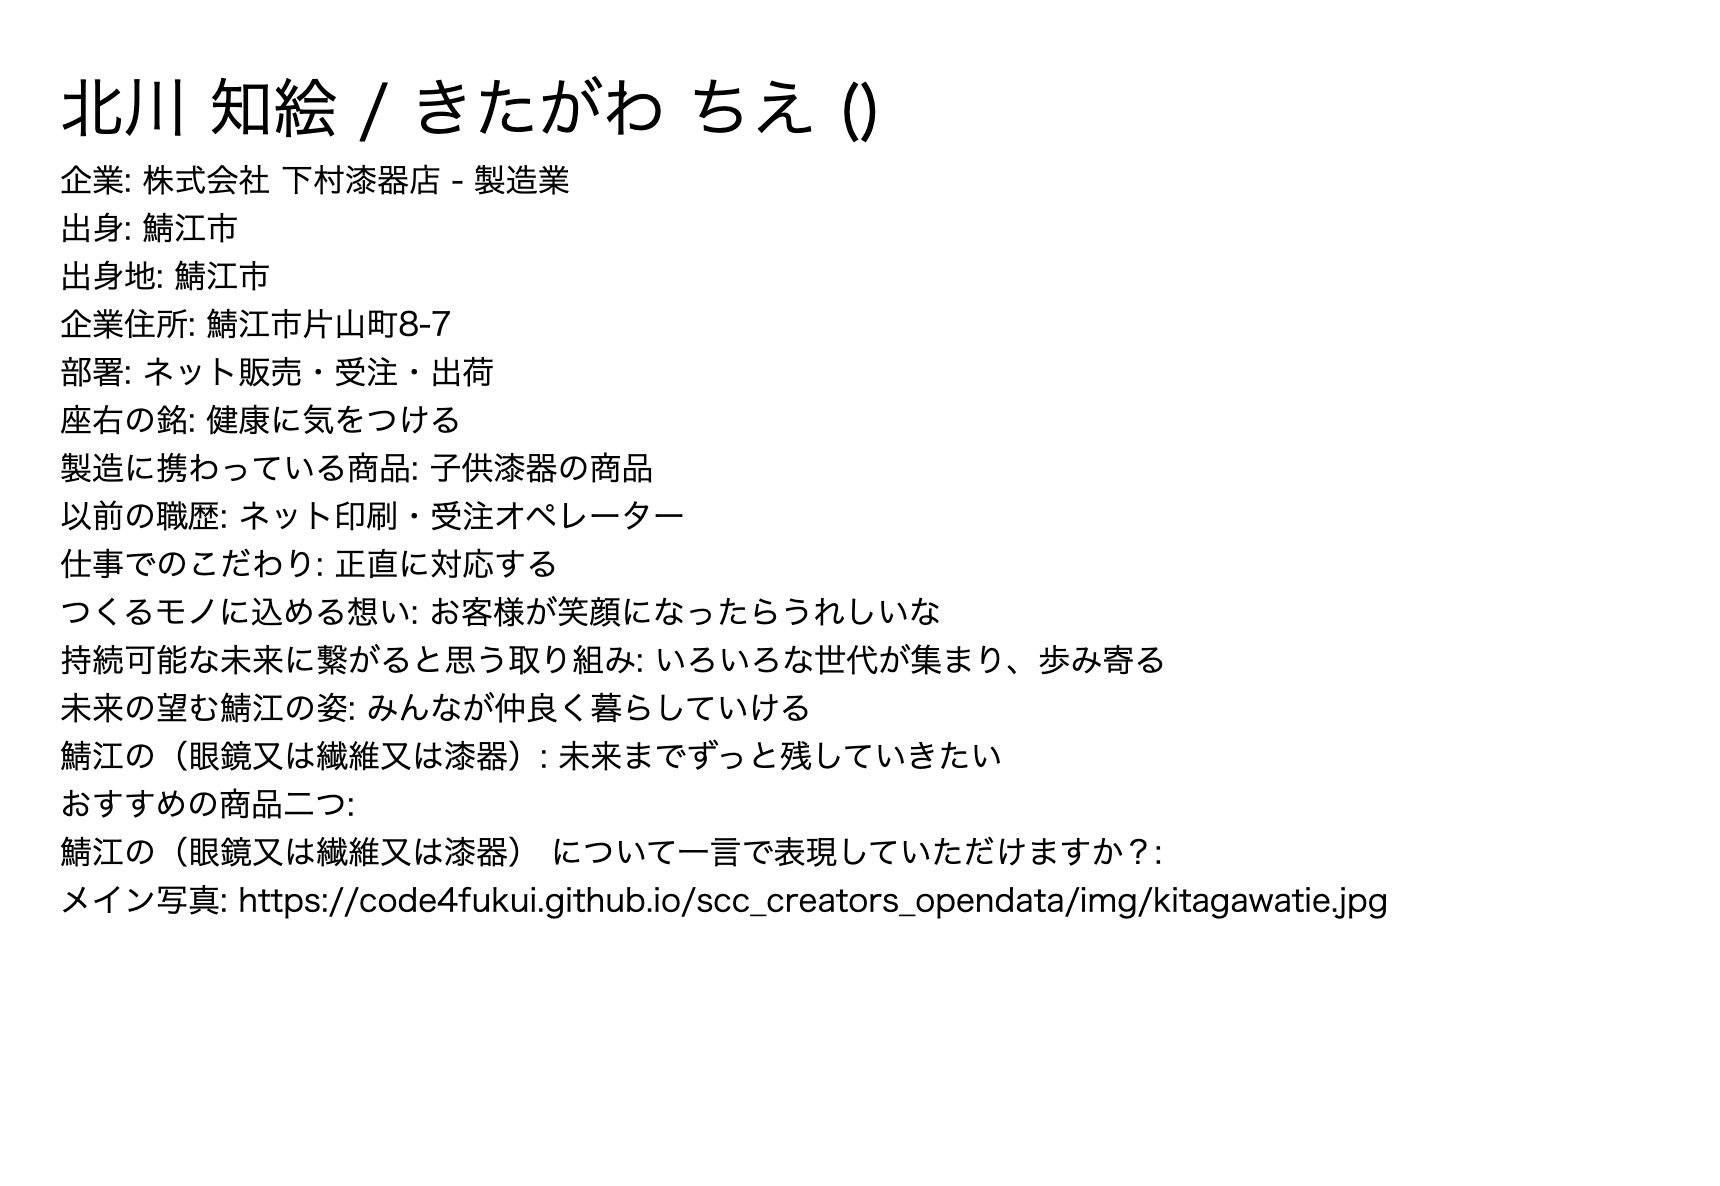 北川 知絵 / きたがわ ちえ ()
企業: 株式会社 下村漆器店 - 製造業
出身: 鯖江市
出身地: 鯖江市
企業住所: 鯖江市片山町8-7
部署: ネット販売・受注・出荷
座右の銘: 健康に気をつける
製造に携わっている商品: 子供漆器の商品
以前の職歴: ネット印刷・受注オペレーター
仕事でのこだわり: 正直に対応する
つくるモノに込める想い: お客様が笑顔になったらうれしいな
持続可能な未来に繋がると思う取り組み: いろいろな世代が集まり、歩み寄る
未来の望む鯖江の姿: みんなが仲良く暮らしていける
鯖江の（眼鏡又は繊維又は漆器）: 未来までずっと残していきたい
おすすめの商品二つ:
鯖江の（眼鏡又は繊維又は漆器） について一言で表現していただけますか？:
メイン写真: https://code4fukui.github.io/scc_creators_opendata/img/kitagawatie.jpg